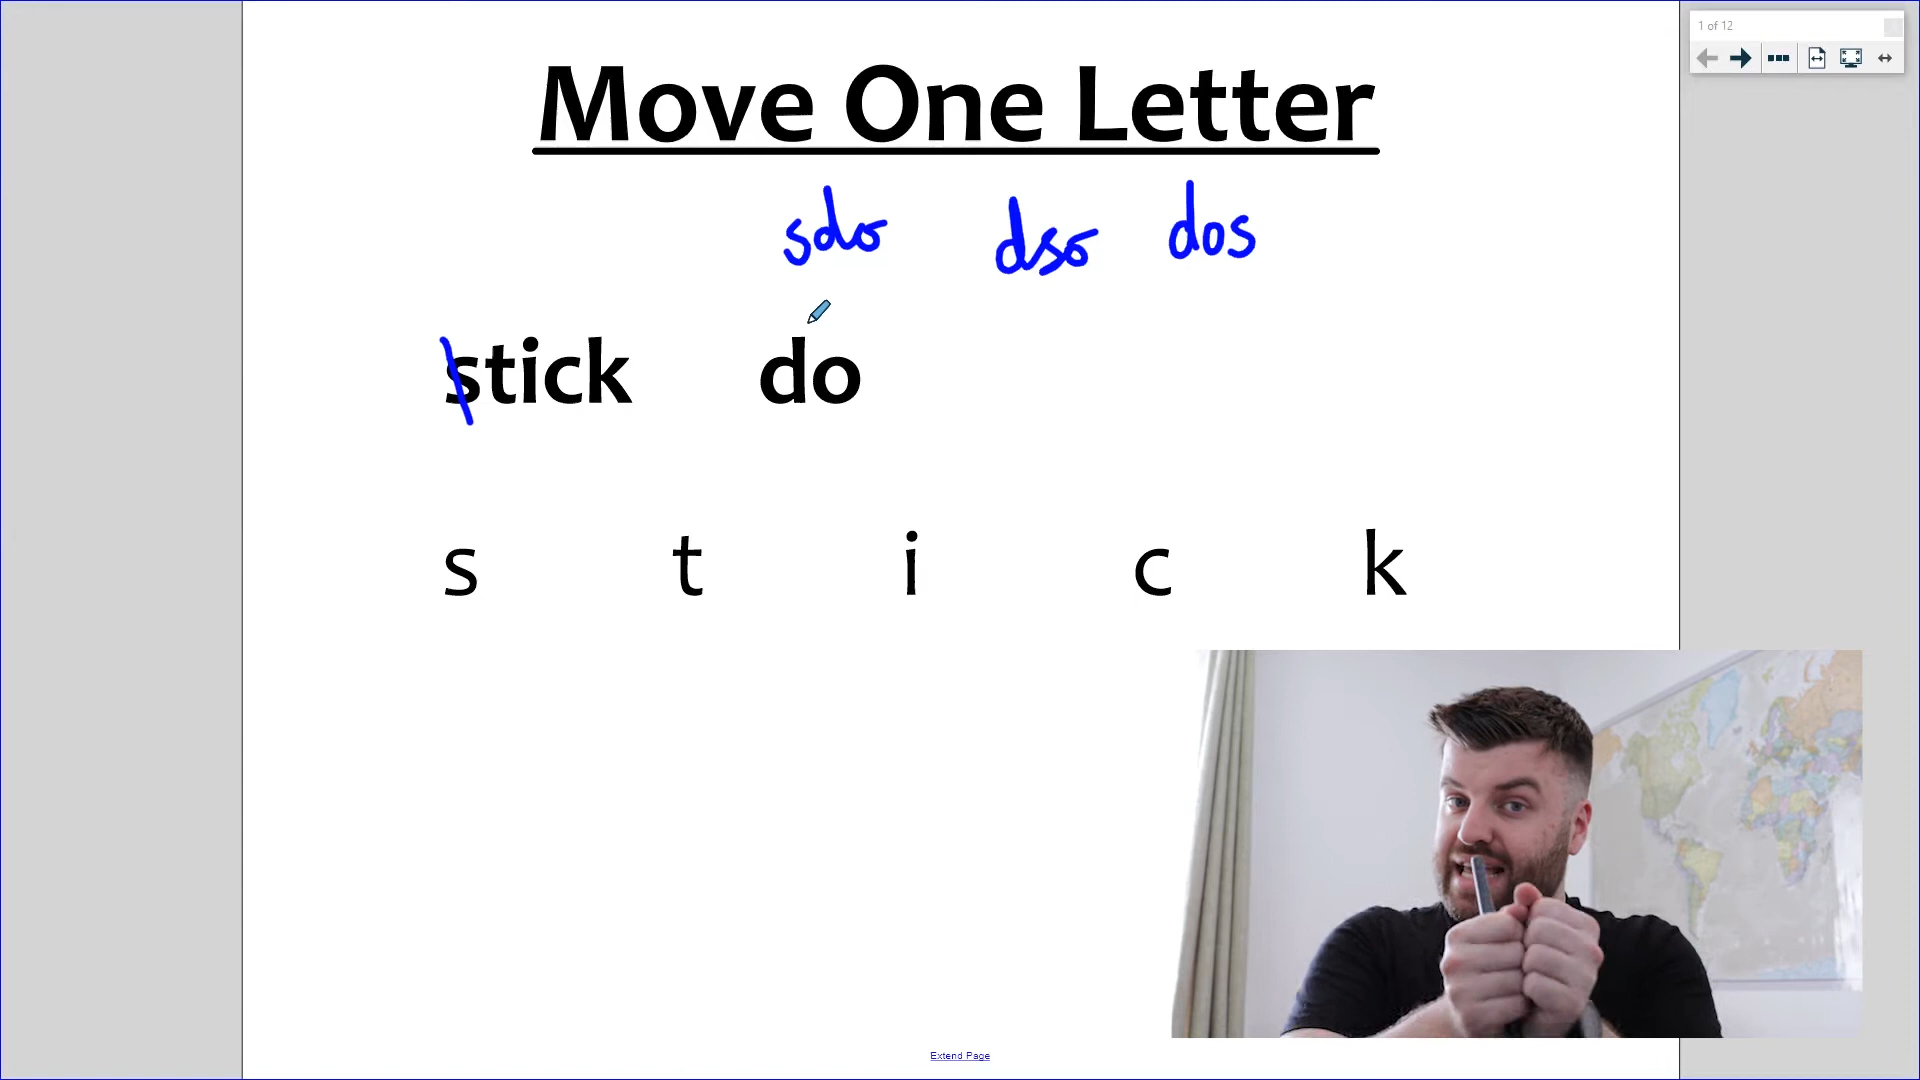 1 of 12
Move One Letter
sdo dso dos
stick do
s t i c k
Extend Page